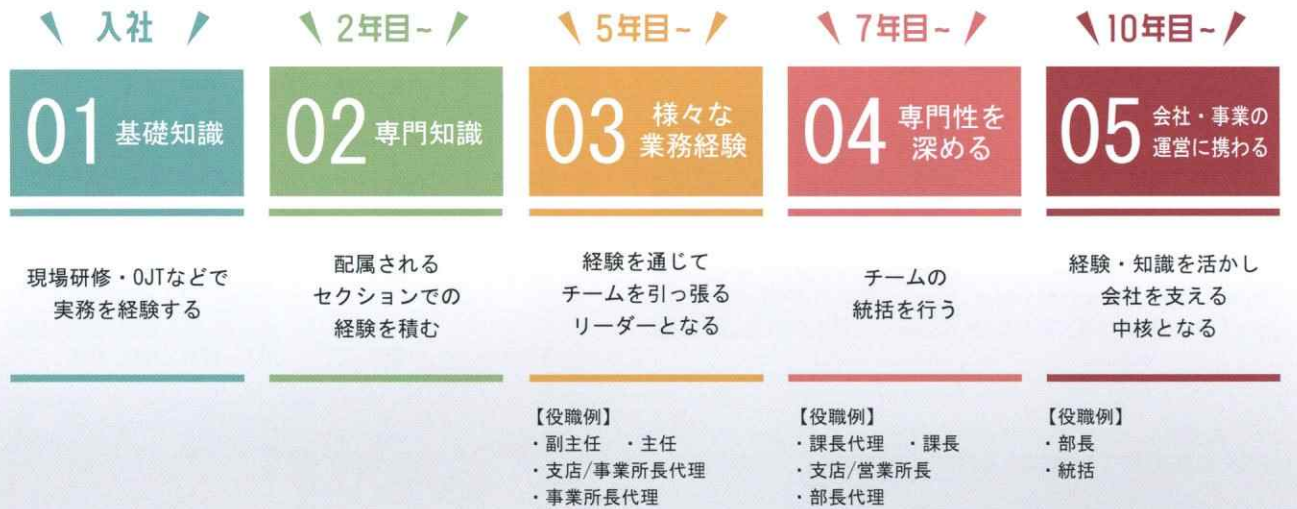 入社
01 基礎知識
現場研修・OJTなどで
実務を経験する
2年目~
02 専門知識
配属される
セクションでの
経験を積む
5年目~
03 様々な
業務経験
経験を通じて
チームを引っ張る
リーダーとなる
【役職例】
・副主任 ・主任
・支店/事業所長代理
・事業所長代理
7年目~
04 専門性を
深める
チームの
統括を行う
【役職例】
・課長代理 ・課長
・支店/営業所長
・部長代理
10年目~
05 会社・事業の
運営に携わる
経験・知識を活かし
会社を支える
中核となる
【役職例】
・部長
・統括